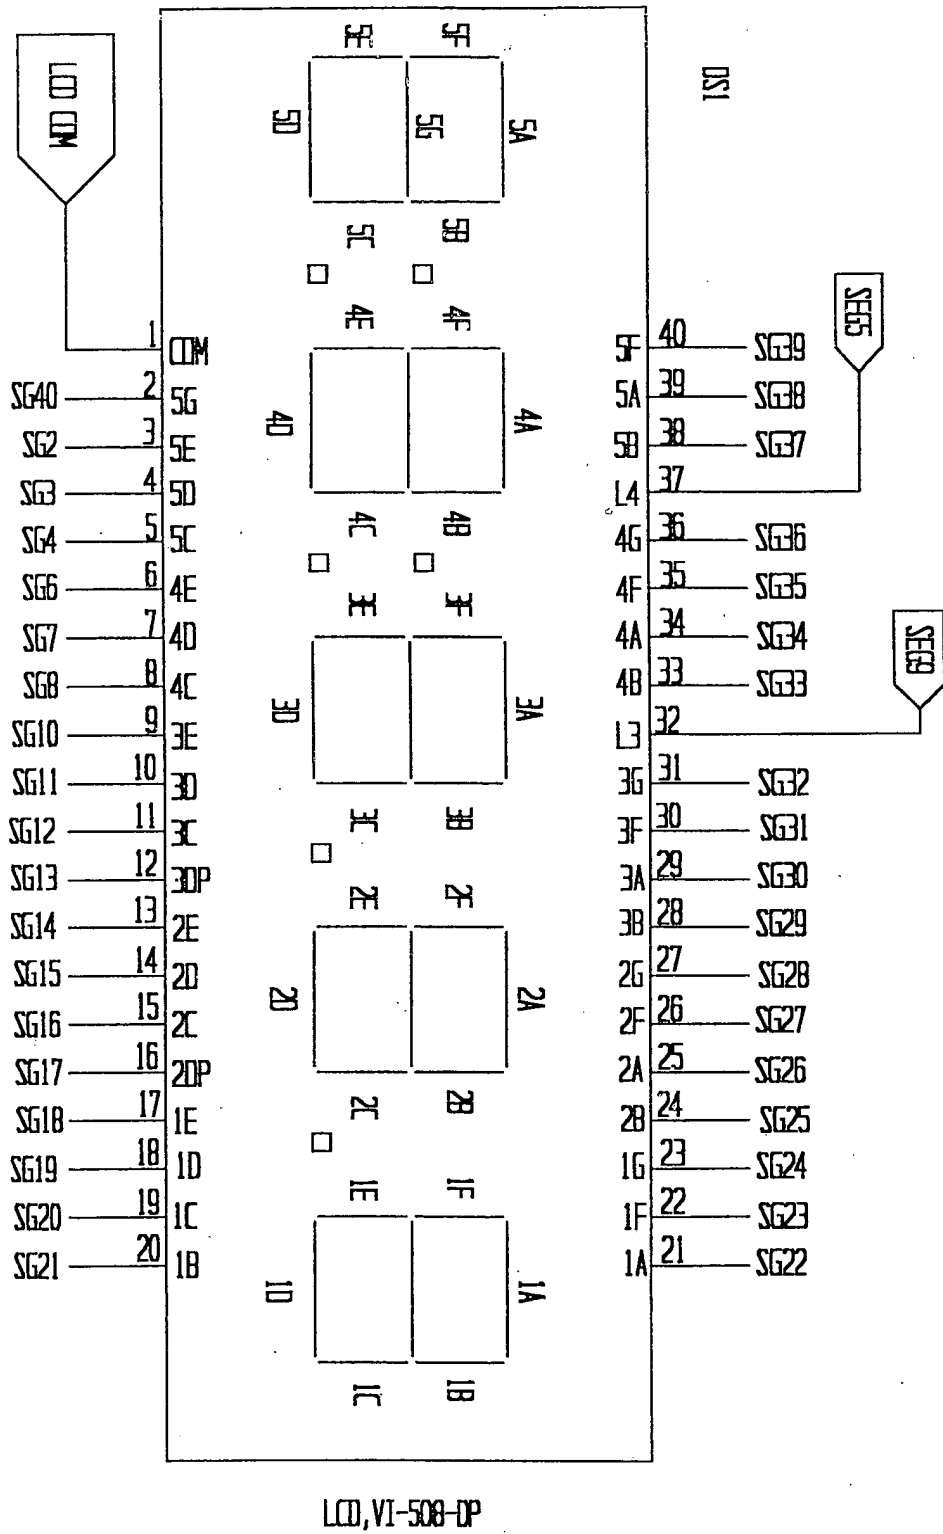 LCD COM
DS1
5E 5F
5D 5G 5A
5C 5B
4E 4F
4D 4A
4C 4B
3E 3F
3D 3A
3C 3B
2E 2F
2D 2A
2C 2B
1E 1F
1D 1A
1C 1B
SEG5
SEG9
1 COM
SG40 2 5G
SG2 3 5E
SG3 4 5D
SG4 5 5C
SG6 6 4E
SG7 7 4D
SG8 8 4C
SG10 9 3E
SG11 10 3D
SG12 11 3C
SG13 12 3DP
SG14 13 2E
SG15 14 2D
SG16 15 2C
SG17 16 2DP
SG18 17 1E
SG19 18 1D
SG20 19 1C
SG21 20 1B
5F 40 SG39
5A 39 SG38
5B 38 SG37
L4 37
4G 36 SG36
4F 35 SG35
4A 34 SG34
4B 33 SG33
L3 32
3G 31 SG32
3F 30 SG31
3A 29 SG30
3B 28 SG29
2G 27 SG28
2F 26 SG27
2A 25 SG26
2B 24 SG25
1G 23 SG24
1F 22 SG23
1A 21 SG22
LCD,VI-508-DP